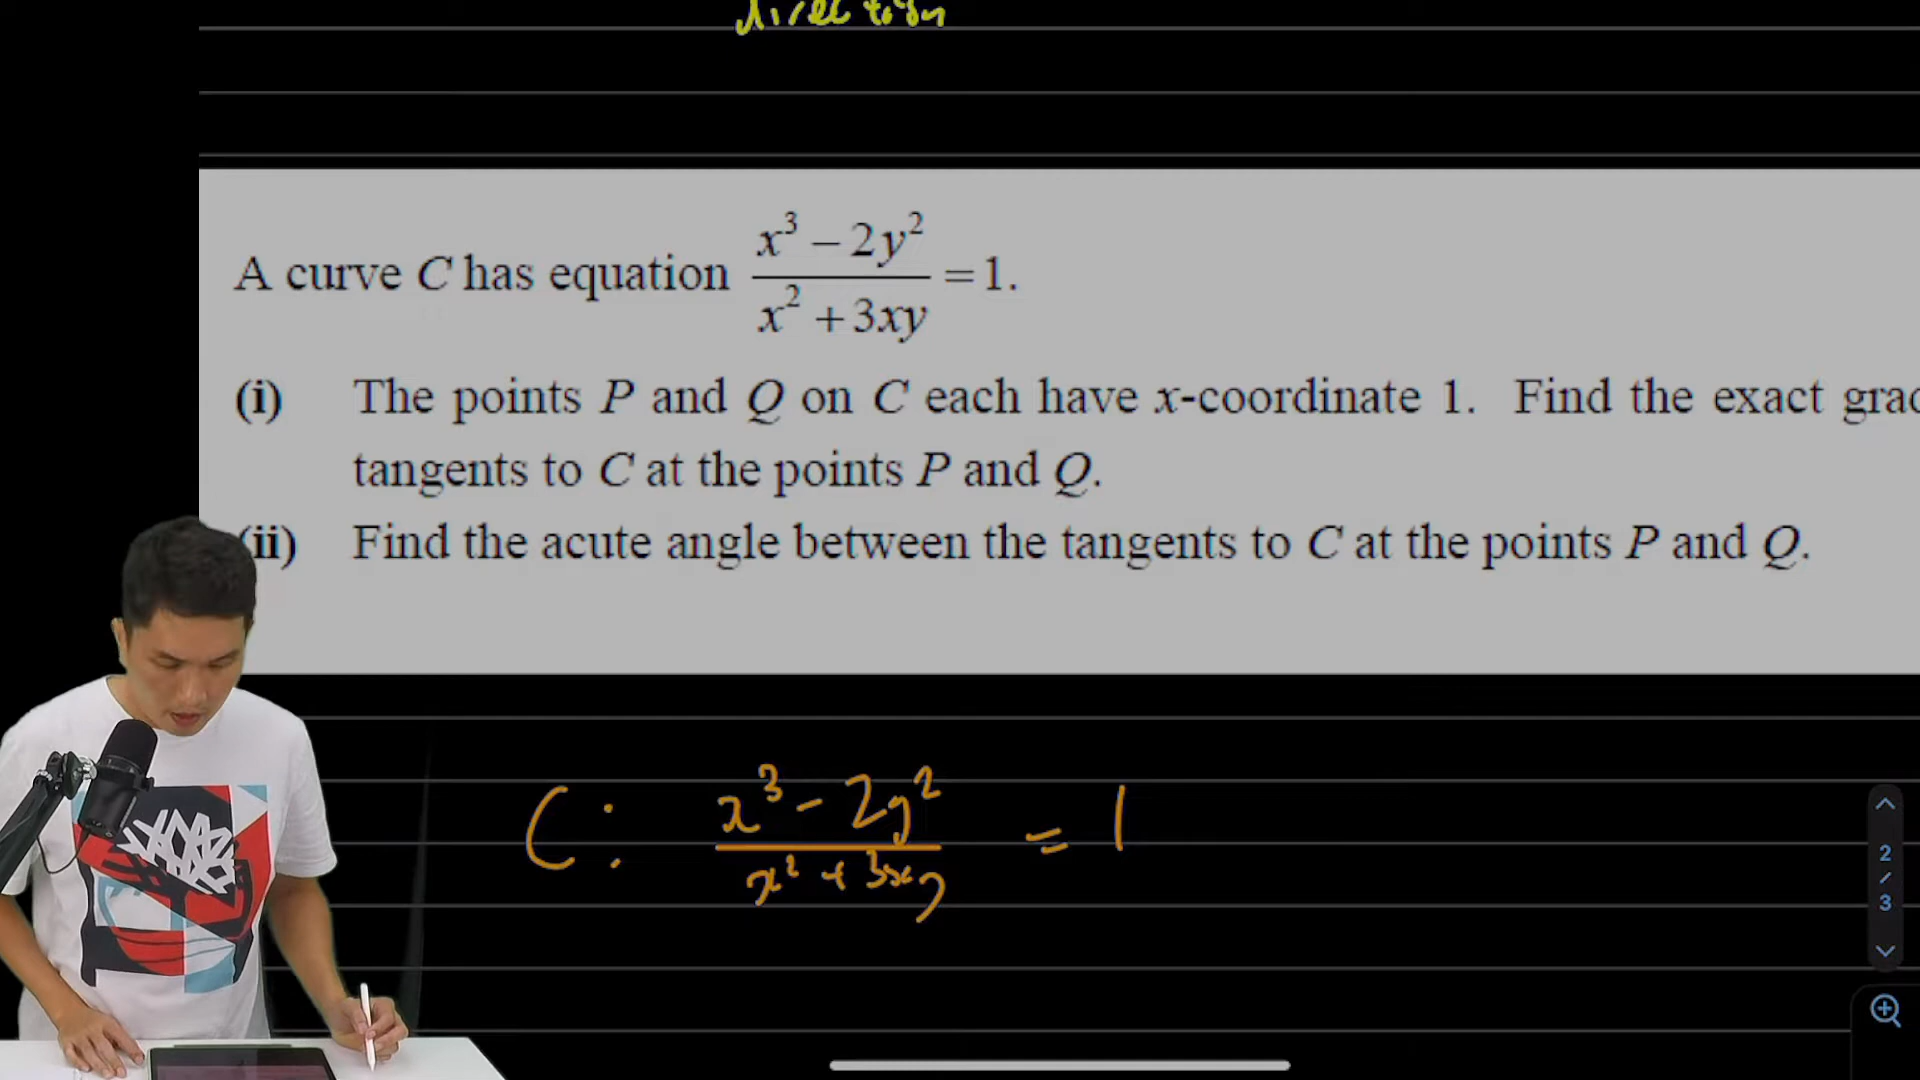 direction
A curve C has equation (x³ − 2y²)/(x² + 3xy) = 1.
(i) The points P and Q on C each have x-coordinate 1. Find the exact grad
tangents to C at the points P and Q.
(ii) Find the acute angle between the tangents to C at the points P and Q.
C : (x³ − 2y²)/(x² + 3xy) = 1
2
/
3